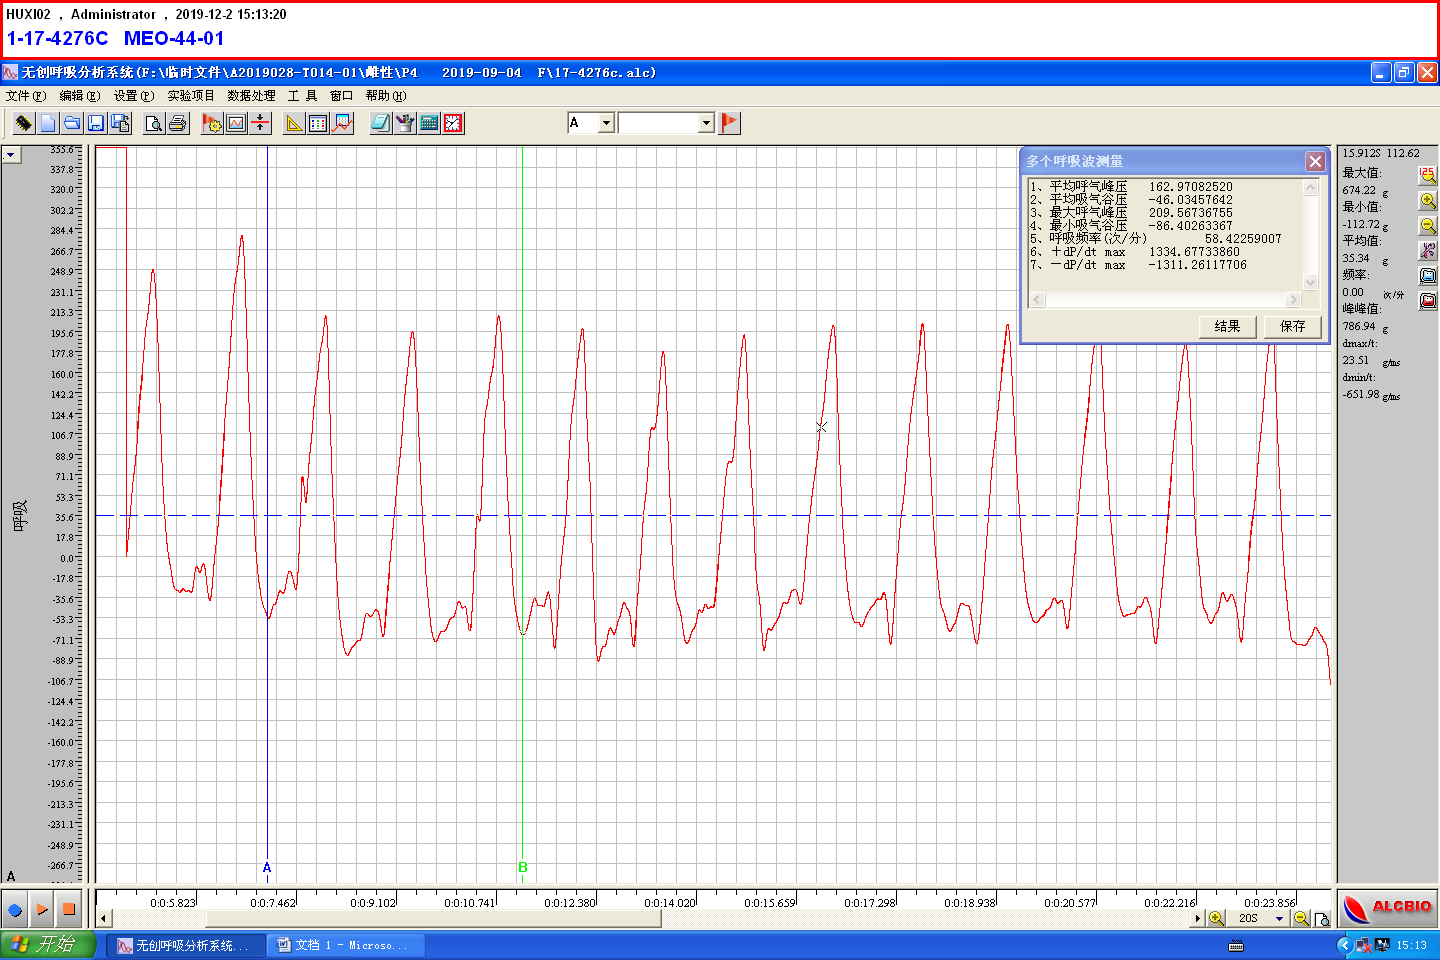 HUXI02 , Administrator , 2019-12-2 15:13:20
1-17-4276C MEO-44-01
无创呼吸分析系统(F:\临时文件\A2019028-T014-01\雌性\P4 2019-09-04 F\17-4276c.alc)
文件(F) 编辑(E) 设置(P) 实验项目 数据处理 工 具 窗口 帮助(H)
A
355.6
337.8
320.0
302.2
284.4
266.7
248.9
231.1
213.3
195.6
177.8
160.0
142.2
124.4
106.7
88.9
71.1
53.3
35.6
17.8
0.0
-17.8
-35.6
-53.3
-71.1
-88.9
-106.7
-124.4
-142.2
-160.0
-177.8
-195.6
-213.3
-231.1
-248.9
-266.7
呼吸
A
A
B
多个呼吸波测量
1、平均呼气峰压 162.97082520
2、平均吸气谷压 -46.03457642
3、最大呼气峰压 209.56736755
4、最小吸气谷压 -86.40263367
5、呼吸频率(次/分) 58.42259007
6、＋dP/dt max 1334.67733860
7、－dP/dt max -1311.26117706
结果 保存
15.912S 112.62
最大值:
674.22 g
最小值:
-112.72 g
平均值:
35.34 g
频率:
0.00 次/分
峰峰值:
786.94 g
dmax/t:
23.51 g/ms
dmin/t:
-651.98 g/ms
125
0:0:5.823 0:0:7.462 0:0:9.102 0:0:10.741 0:0:12.380 0:0:14.020 0:0:15.659 0:0:17.298 0:0:18.938 0:0:20.577 0:0:22.216 0:0:23.856
20S
ALCBIO
开始 无创呼吸分析系统... 文档 1 - Microso... 15:13